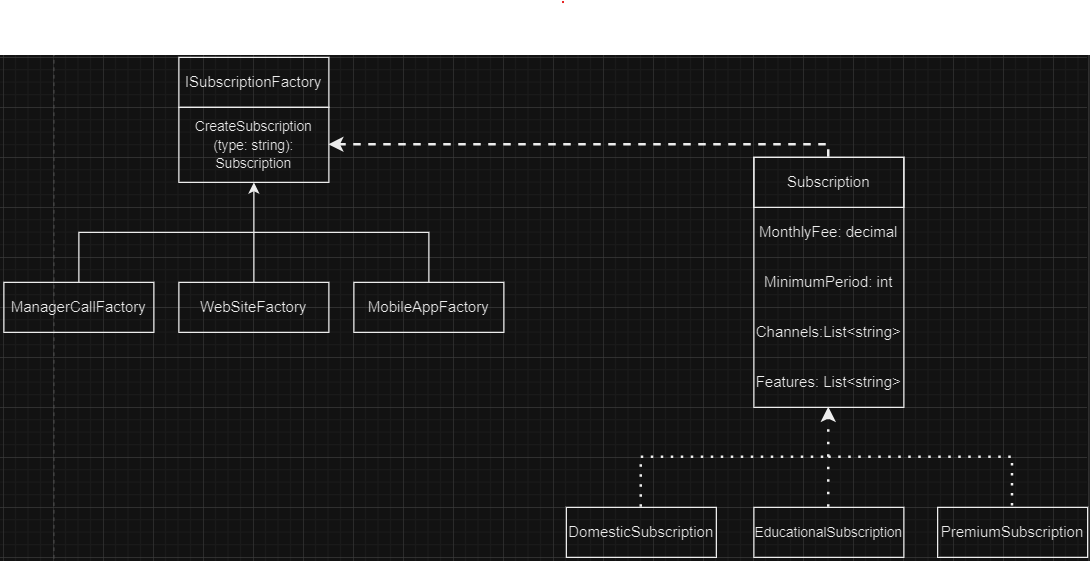 ISubscriptionFactory
CreateSubscription
(type: string):
Subscription
Subscription
MonthlyFee: decimal
MinimumPeriod: int
Channels:List<string>
Features: List<string>
ManagerCallFactory
WebSiteFactory
MobileAppFactory
DomesticSubscription
EducationalSubscription
PremiumSubscription